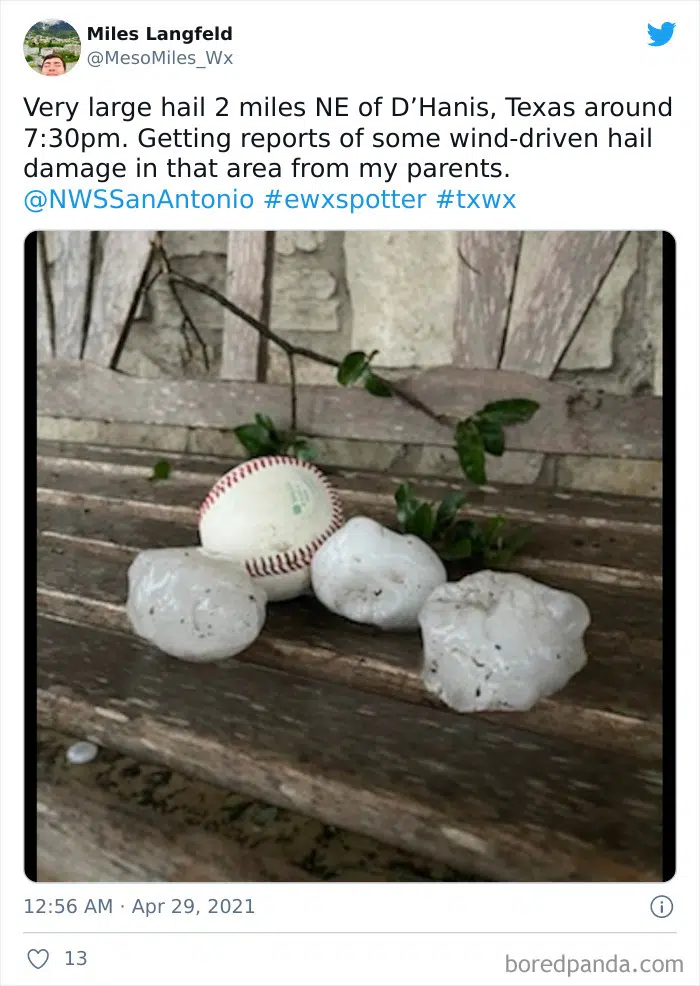 Miles Langfeld
@MesoMiles_Wx
Very large hail 2 miles NE of D’Hanis, Texas around
7:30pm. Getting reports of some wind-driven hail
damage in that area from my parents.
@NWSSanAntonio #ewxspotter #txwx
12:56 AM · Apr 29, 2021
13
boredpanda.com